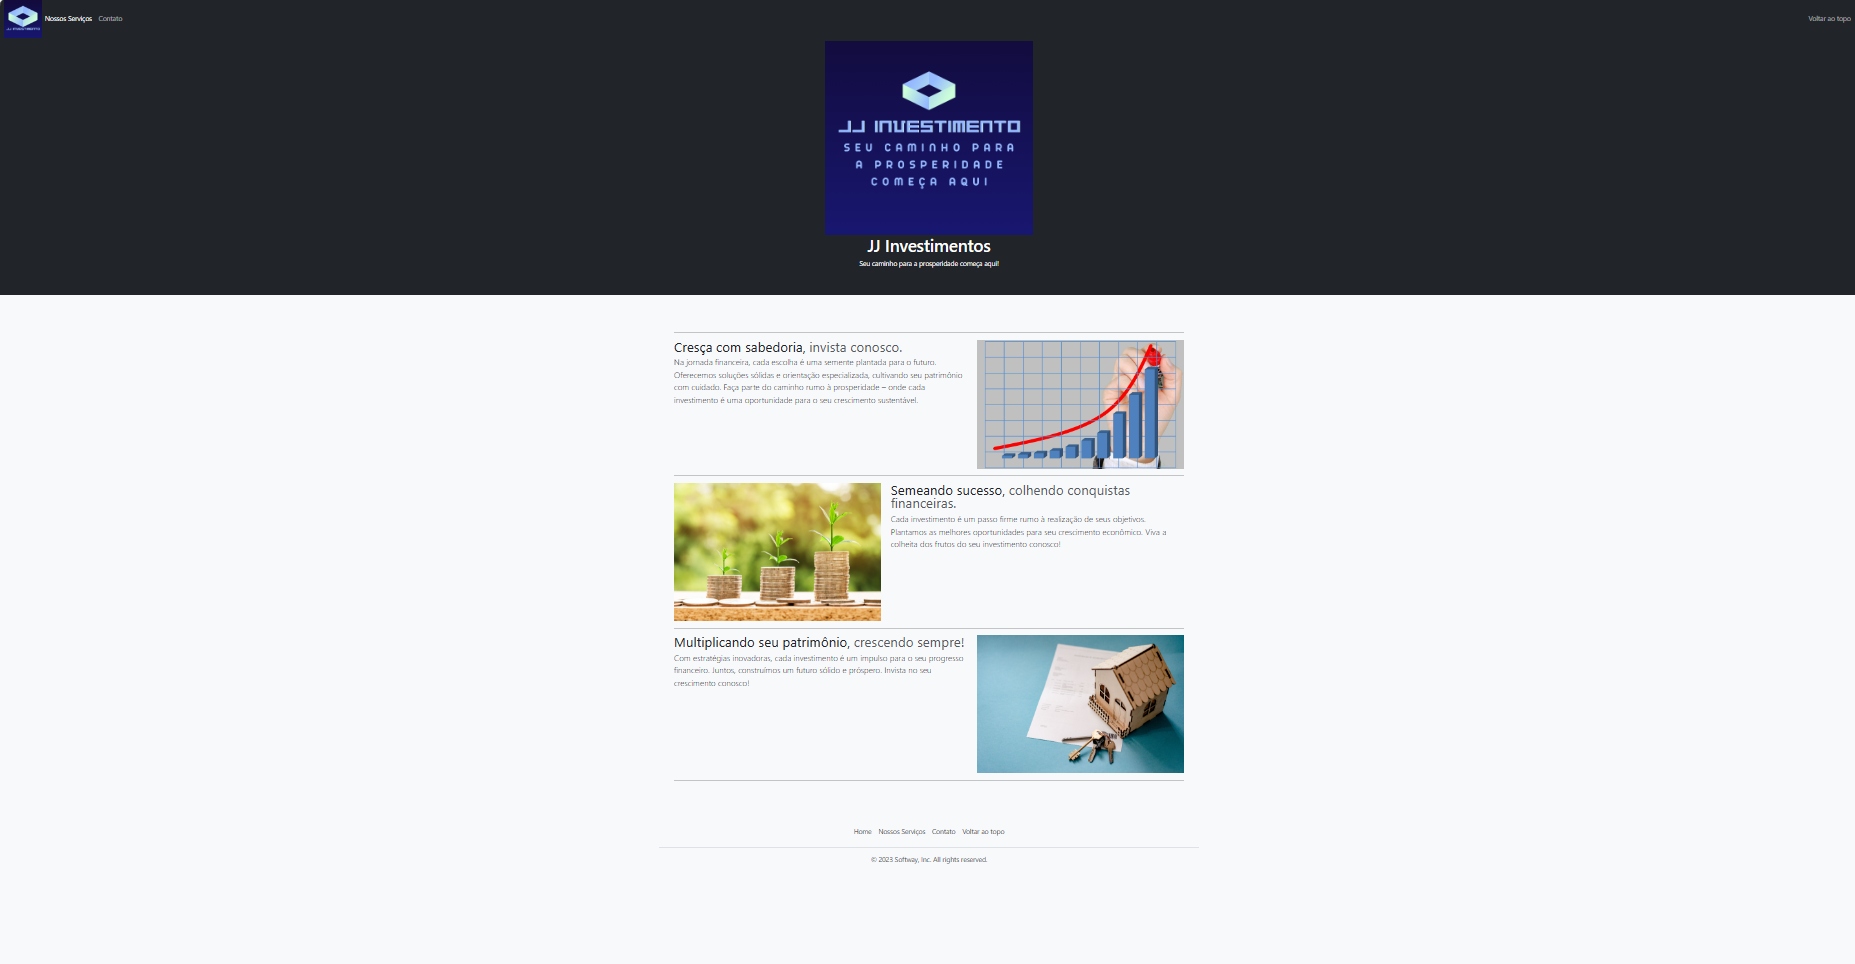 JJ INVESTIMENTO
Nossos Serviços
Contato
Voltar ao topo
JJ INVESTIMENTO
SEU CAMINHO PARA
A PROSPERIDADE
COMEÇA AQUI
JJ Investimentos
Seu caminho para a prosperidade começa aqui!
Cresça com sabedoria, invista conosco.
Na jornada financeira, cada escolha é uma semente plantada para o futuro.
Oferecemos soluções sólidas e orientação especializada, cultivando seu patrimônio
com cuidado. Faça parte do caminho rumo à prosperidade – onde cada
investimento é uma oportunidade para o seu crescimento sustentável.
Semeando sucesso, colhendo conquistas
financeiras.
Cada investimento é um passo firme rumo à realização de seus objetivos.
Plantamos as melhores oportunidades para seu crescimento econômico. Viva a
colheita dos frutos do seu investimento conosco!
Multiplicando seu patrimônio, crescendo sempre!
Com estratégias inovadoras, cada investimento é um impulso para o seu progresso
financeiro. Juntos, construímos um futuro sólido e próspero. Invista no seu
crescimento conosco!
Home Nossos Serviços Contato Voltar ao topo
© 2023 Softway, Inc. All rights reserved.